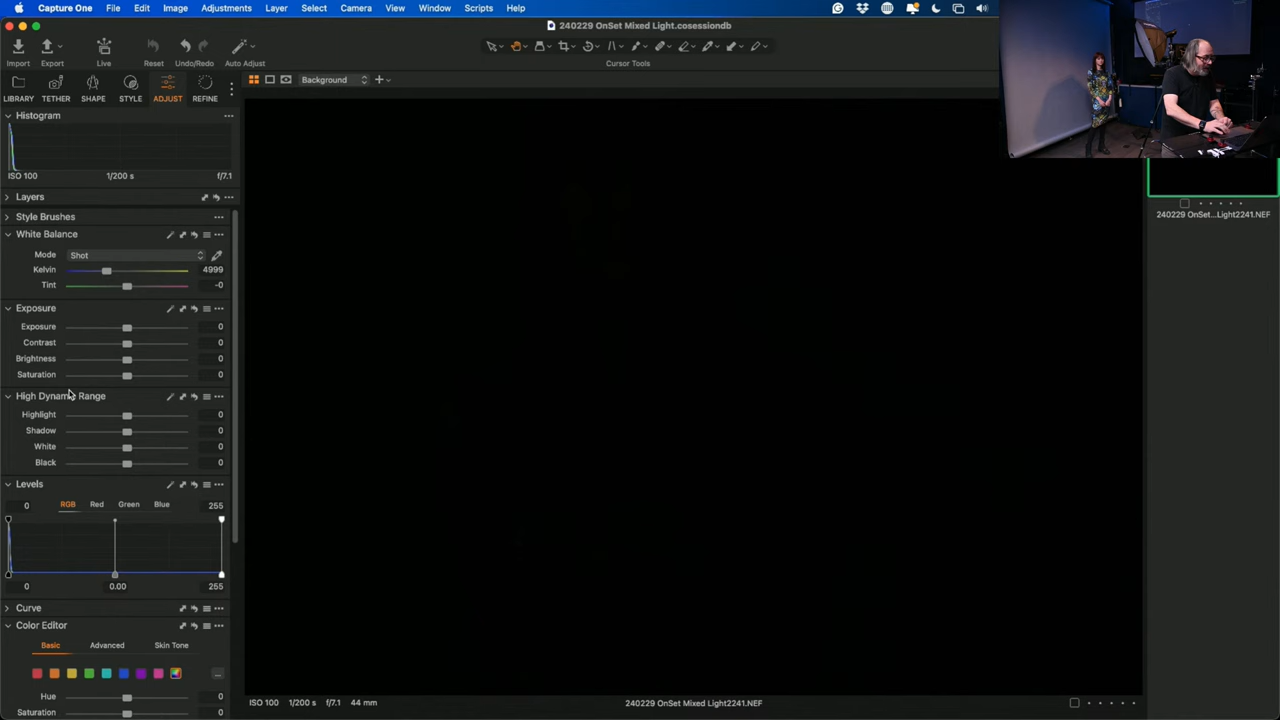 Capture One File Edit Image Adjustments Layer Select Camera View Window Scripts Help
240229 OnSet Mixed Light.cosessiondb
Import Export Live Reset Undo/Redo Auto Adjust Cursor Tools
LIBRARY TETHER SHAPE STYLE ADJUST REFINE
Background
Histogram
ISO 100 1/200 s f/7.1
Layers
Style Brushes
White Balance
Mode Shot
Kelvin 4999
Tint -0
Exposure
Exposure 0
Contrast 0
Brightness 0
Saturation 0
High Dynamic Range
Highlight 0
Shadow 0
White 0
Black 0
Levels
0 RGB Red Green Blue 255
0 0.00 255
Curve
Color Editor
Basic Advanced Skin Tone
...
Hue 0
Saturation 0
ISO 100 1/200 s f/7.1 44 mm
240229 OnSet Mixed Light2241.NEF
240229 OnSet...Light2241.NEF